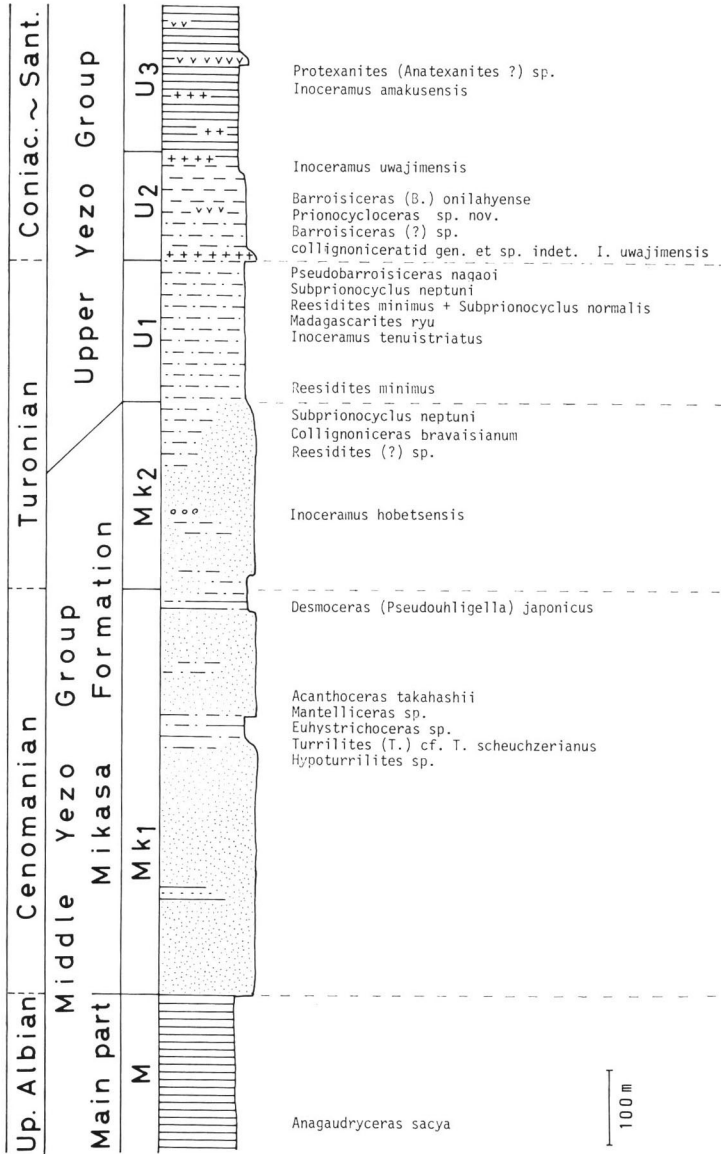 Coniac. ~ Sant.
Turonian
Cenomanian
Up. Albian
Upper Yezo Group
Middle Yezo Group
Mikasa Formation
Main part
U3
U2
U1
Mk2
Mk1
M
Protexanites (Anatexanites ?) sp.
Inoceramus amakusensis
Inoceramus uwajimensis
Barroisiceras (B.) onilahyense
Prionocycloceras sp. nov.
Barroisiceras (?) sp.
collignoniceratid gen. et sp. indet. I. uwajimensis
Pseudobarroisiceras nagaoi
Subprionocyclus neptuni
Reesidites minimus + Subprionocyclus normalis
Madagascarites ryu
Inoceramus tenuistriatus
Reesidites minimus
Subprionocyclus neptuni
Collignoniceras bravaisianum
Reesidites (?) sp.
Inoceramus hobetsensis
Desmoceras (Pseudouhligella) japonicus
Acanthoceras takahashii
Mantelliceras sp.
Euhystrichoceras sp.
Turrilites (T.) cf. T. scheuchzerianus
Hypoturrilites sp.
Anagaudryceras sacya
100m